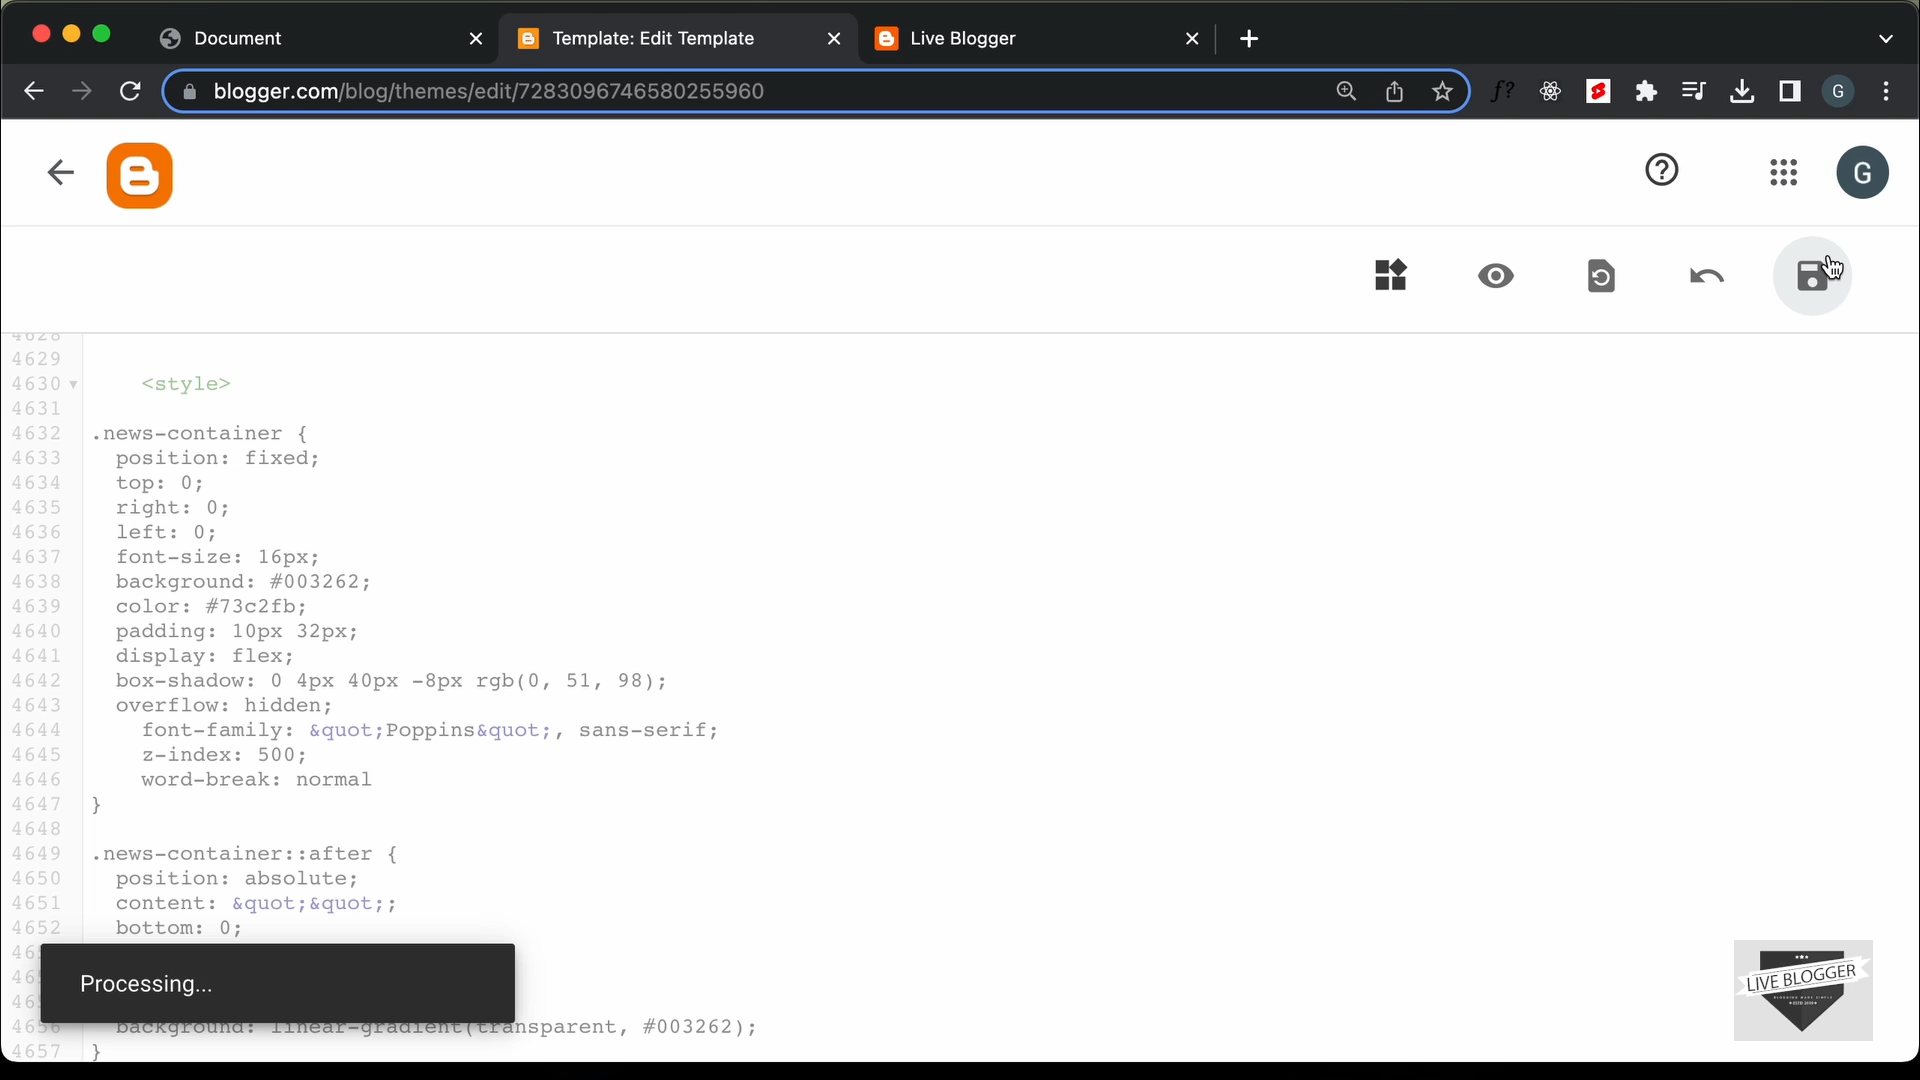 Document
Template: Edit Template
Live Blogger
blogger.com/blog/themes/edit/7283096746580255960
f?
G
G
4628
4629
4630 <style>
4631
4632 .news-container {
4633 position: fixed;
4634 top: 0;
4635 right: 0;
4636 left: 0;
4637 font-size: 16px;
4638 background: #003262;
4639 color: #73c2fb;
4640 padding: 10px 32px;
4641 display: flex;
4642 box-shadow: 0 4px 40px -8px rgb(0, 51, 98);
4643 overflow: hidden;
4644 font-family: &quot;Poppins&quot;, sans-serif;
4645 z-index: 500;
4646 word-break: normal
4647 }
4648
4649 .news-container::after {
4650 position: absolute;
4651 content: &quot;&quot;;
4652 bottom: 0;
Processing...
4656 background: linear-gradient(transparent, #003262);
4657 }
LIVE BLOGGER